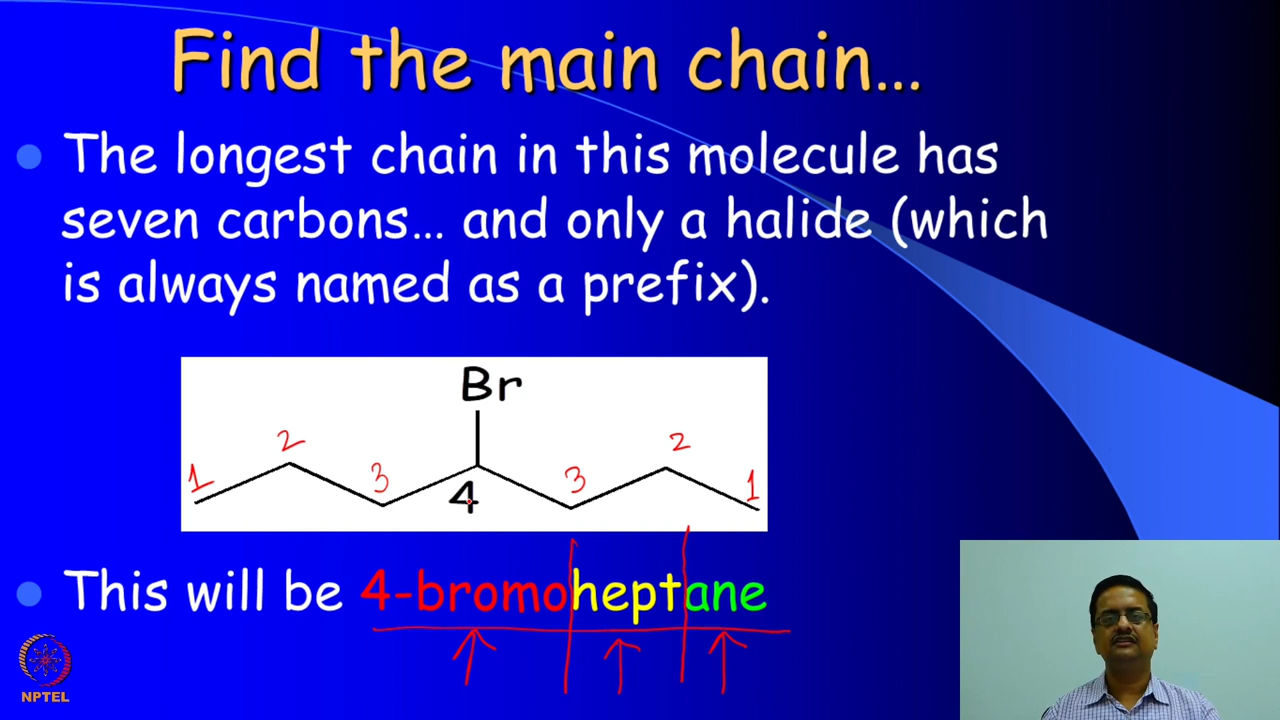 Find the main chain...
The longest chain in this molecule has
seven carbons... and only a halide (which
is always named as a prefix).
Br
1 2 3 4 3 2 1
This will be 4-bromoheptane
NPTEL